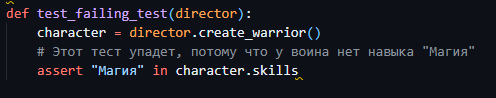 def test_failing_test(director):
    character = director.create_warrior()
    # Этот тест упадет, потому что у воина нет навыка "Магия"
    assert "Магия" in character.skills